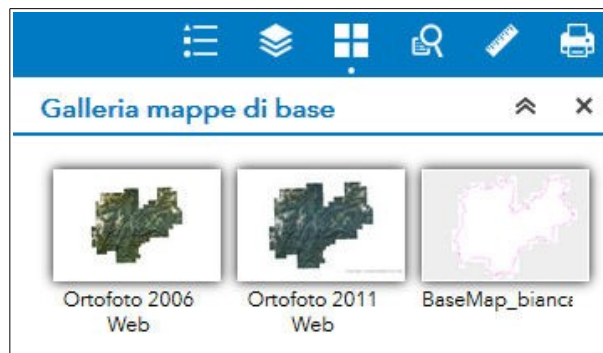 Galleria mappe di base
Ortofoto 2006
Web
Ortofoto 2011
Web
BaseMap_bianca